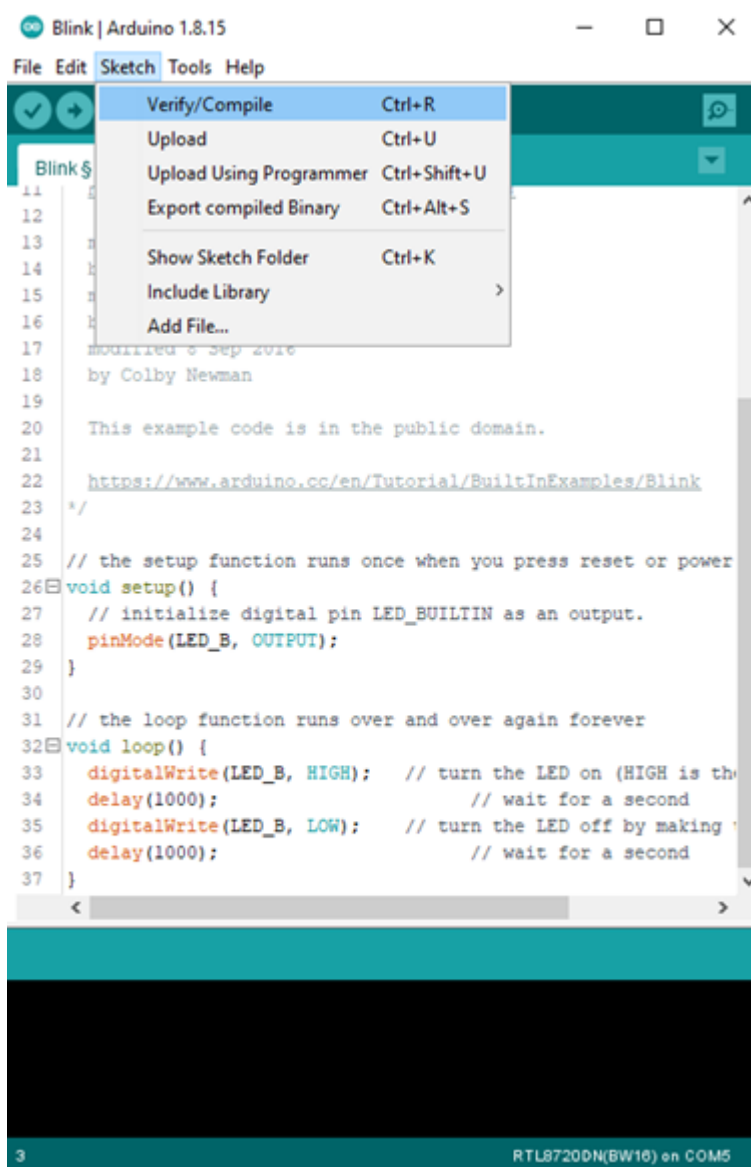 Blink | Arduino 1.8.15
File Edit Sketch Tools Help
Verify/Compile Ctrl+R
Upload Ctrl+U
Upload Using Programmer Ctrl+Shift+U
Export compiled Binary Ctrl+Alt+S
Show Sketch Folder Ctrl+K
Include Library >
Add File...
Blink §
11
12
13
14
15
16
17 modified 8 Sep 2016
18 by Colby Newman
19
20 This example code is in the public domain.
21
22 https://www.arduino.cc/en/Tutorial/BuiltInExamples/Blink
23 */
24
25 // the setup function runs once when you press reset or power
26 void setup() {
27 // initialize digital pin LED_BUILTIN as an output.
28 pinMode(LED_B, OUTPUT);
29 }
30
31 // the loop function runs over and over again forever
32 void loop() {
33 digitalWrite(LED_B, HIGH); // turn the LED on (HIGH is the
34 delay(1000); // wait for a second
35 digitalWrite(LED_B, LOW); // turn the LED off by making
36 delay(1000); // wait for a second
37 }
3 RTL8720DN(BW16) on COM5